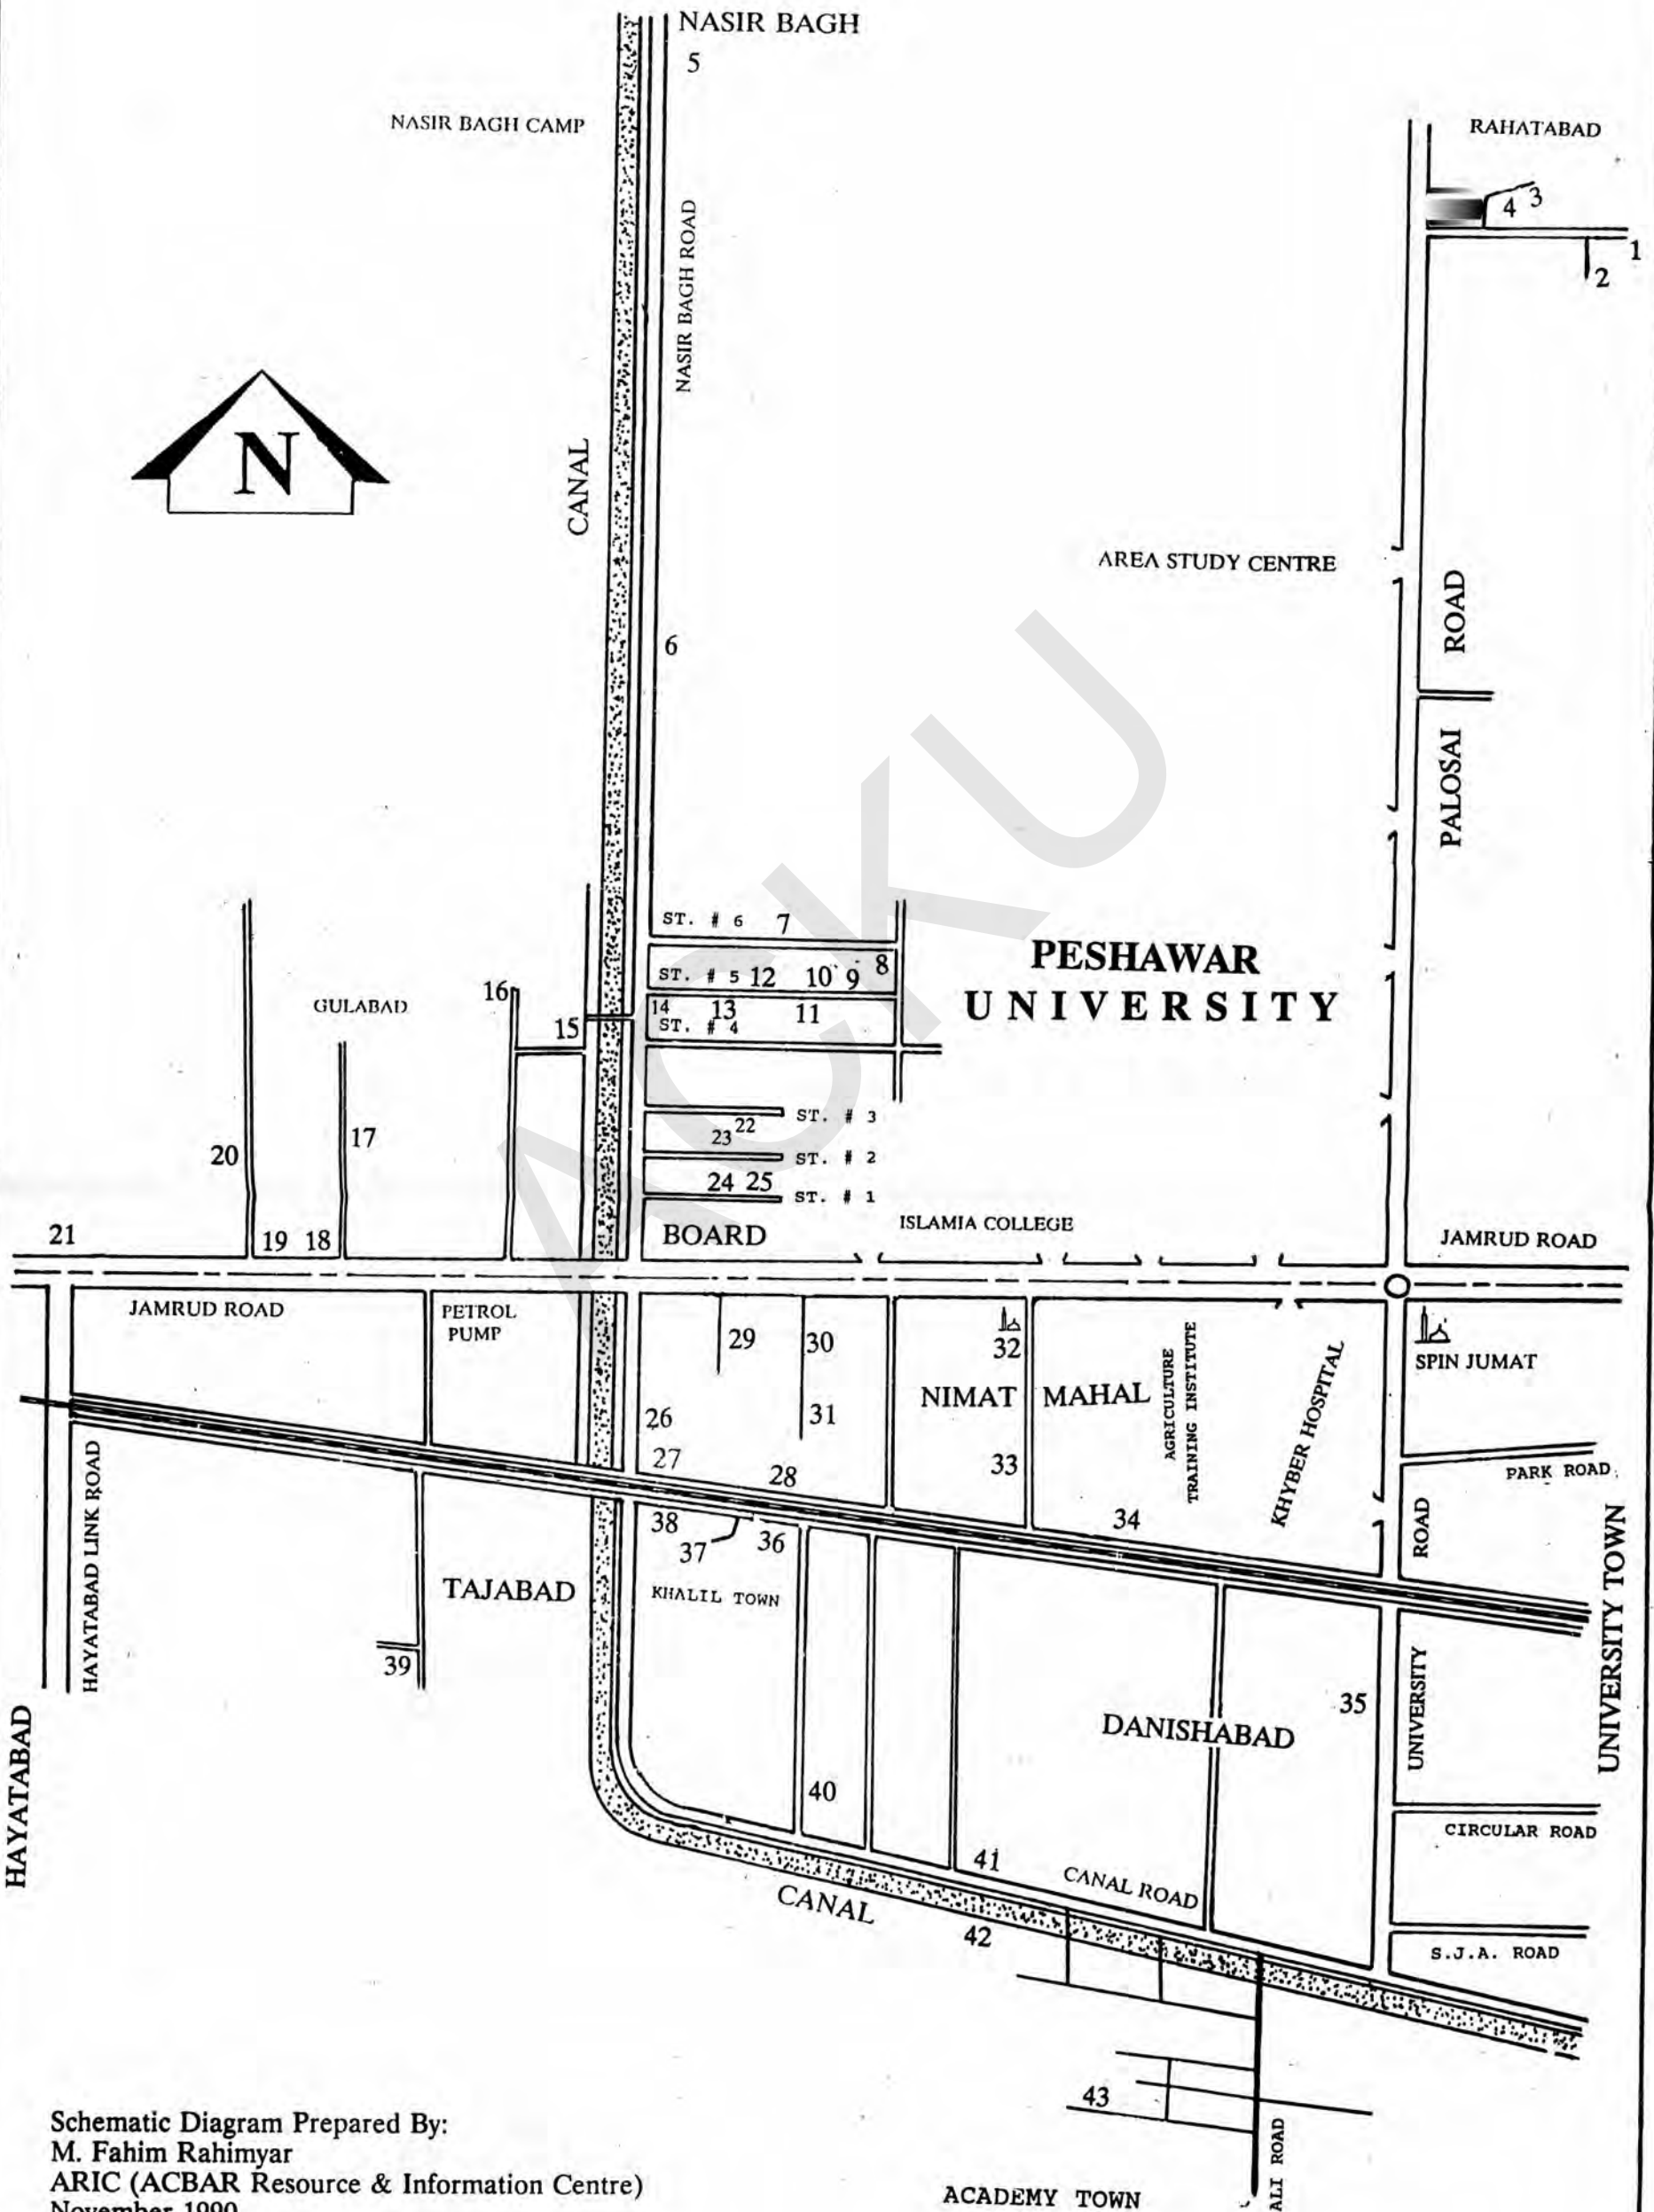 NASIR BAGH
5
NASIR BAGH CAMP
RAHATABAD
3
4
1
2
NASIR BAGH ROAD
N
CANAL
AREA STUDY CENTRE
ROAD
6
PALOSAI
ST. # 6 7
PESHAWAR
UNIVERSITY
ST. # 5 12 10 9 8
16
GULABAD
14 13 11
ST. # 4
15
ST. # 3
22
23
17
20
ST. # 2
24 25
ST. # 1
21
19 18
BOARD
ISLAMIA COLLEGE
JAMRUD ROAD
JAMRUD ROAD
PETROL
PUMP
29
30
32
SPIN JUMAT
NIMAT MAHAL
AGRICULTURE
TRAINING INSTITUTE
KHYBER HOSPITAL
26
31
27
28
33
PARK ROAD
34
ROAD
HAYATABAD LINK ROAD
38
37
36
TAJABAD
KHALIL TOWN
UNIVERSITY TOWN
39
35
UNIVERSITY
DANISHABAD
HAYATABAD
40
CIRCULAR ROAD
41
CANAL ROAD
CANAL
42
S.J.A. ROAD
43
ALI ROAD
ACADEMY TOWN
Schematic Diagram Prepared By:
M. Fahim Rahimyar
ARIC (ACBAR Resource & Information Centre)
November 1990
ACKU